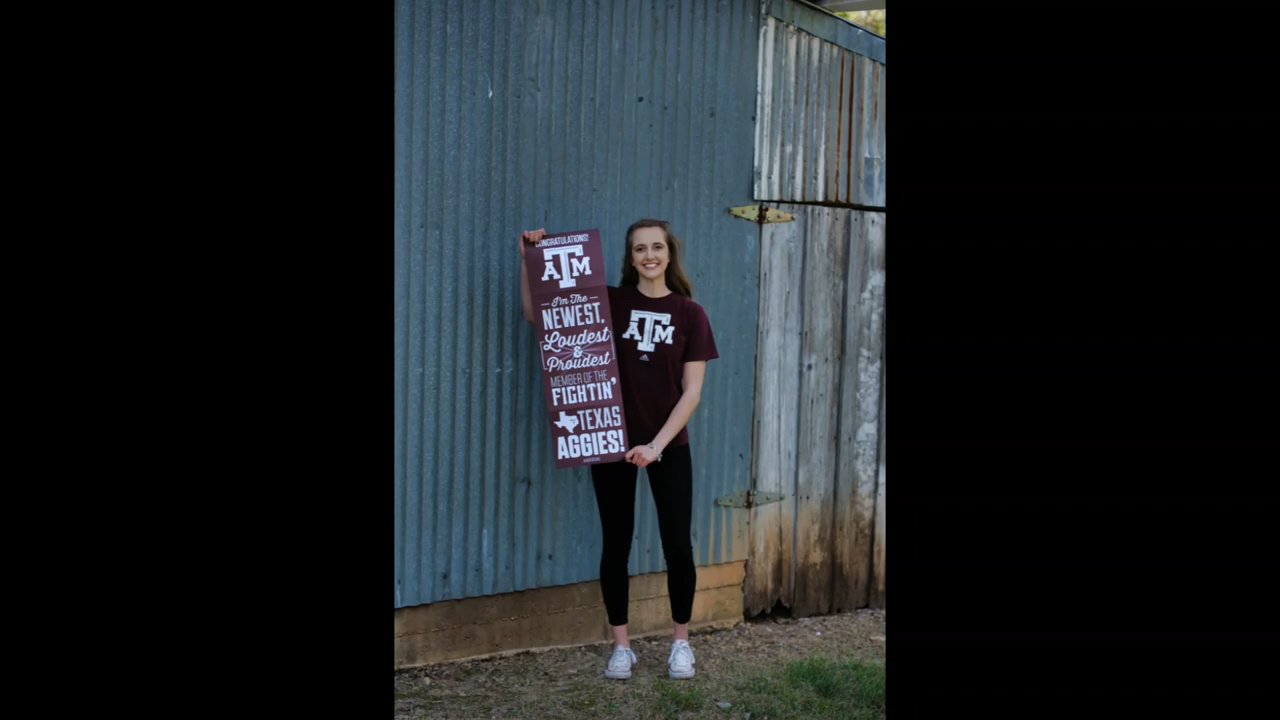 CONGRATULATIONS!
ATM
I'm The
NEWEST,
Loudest
&
Proudest
MEMBER OF THE
FIGHTIN'
TEXAS
AGGIES!
ATM